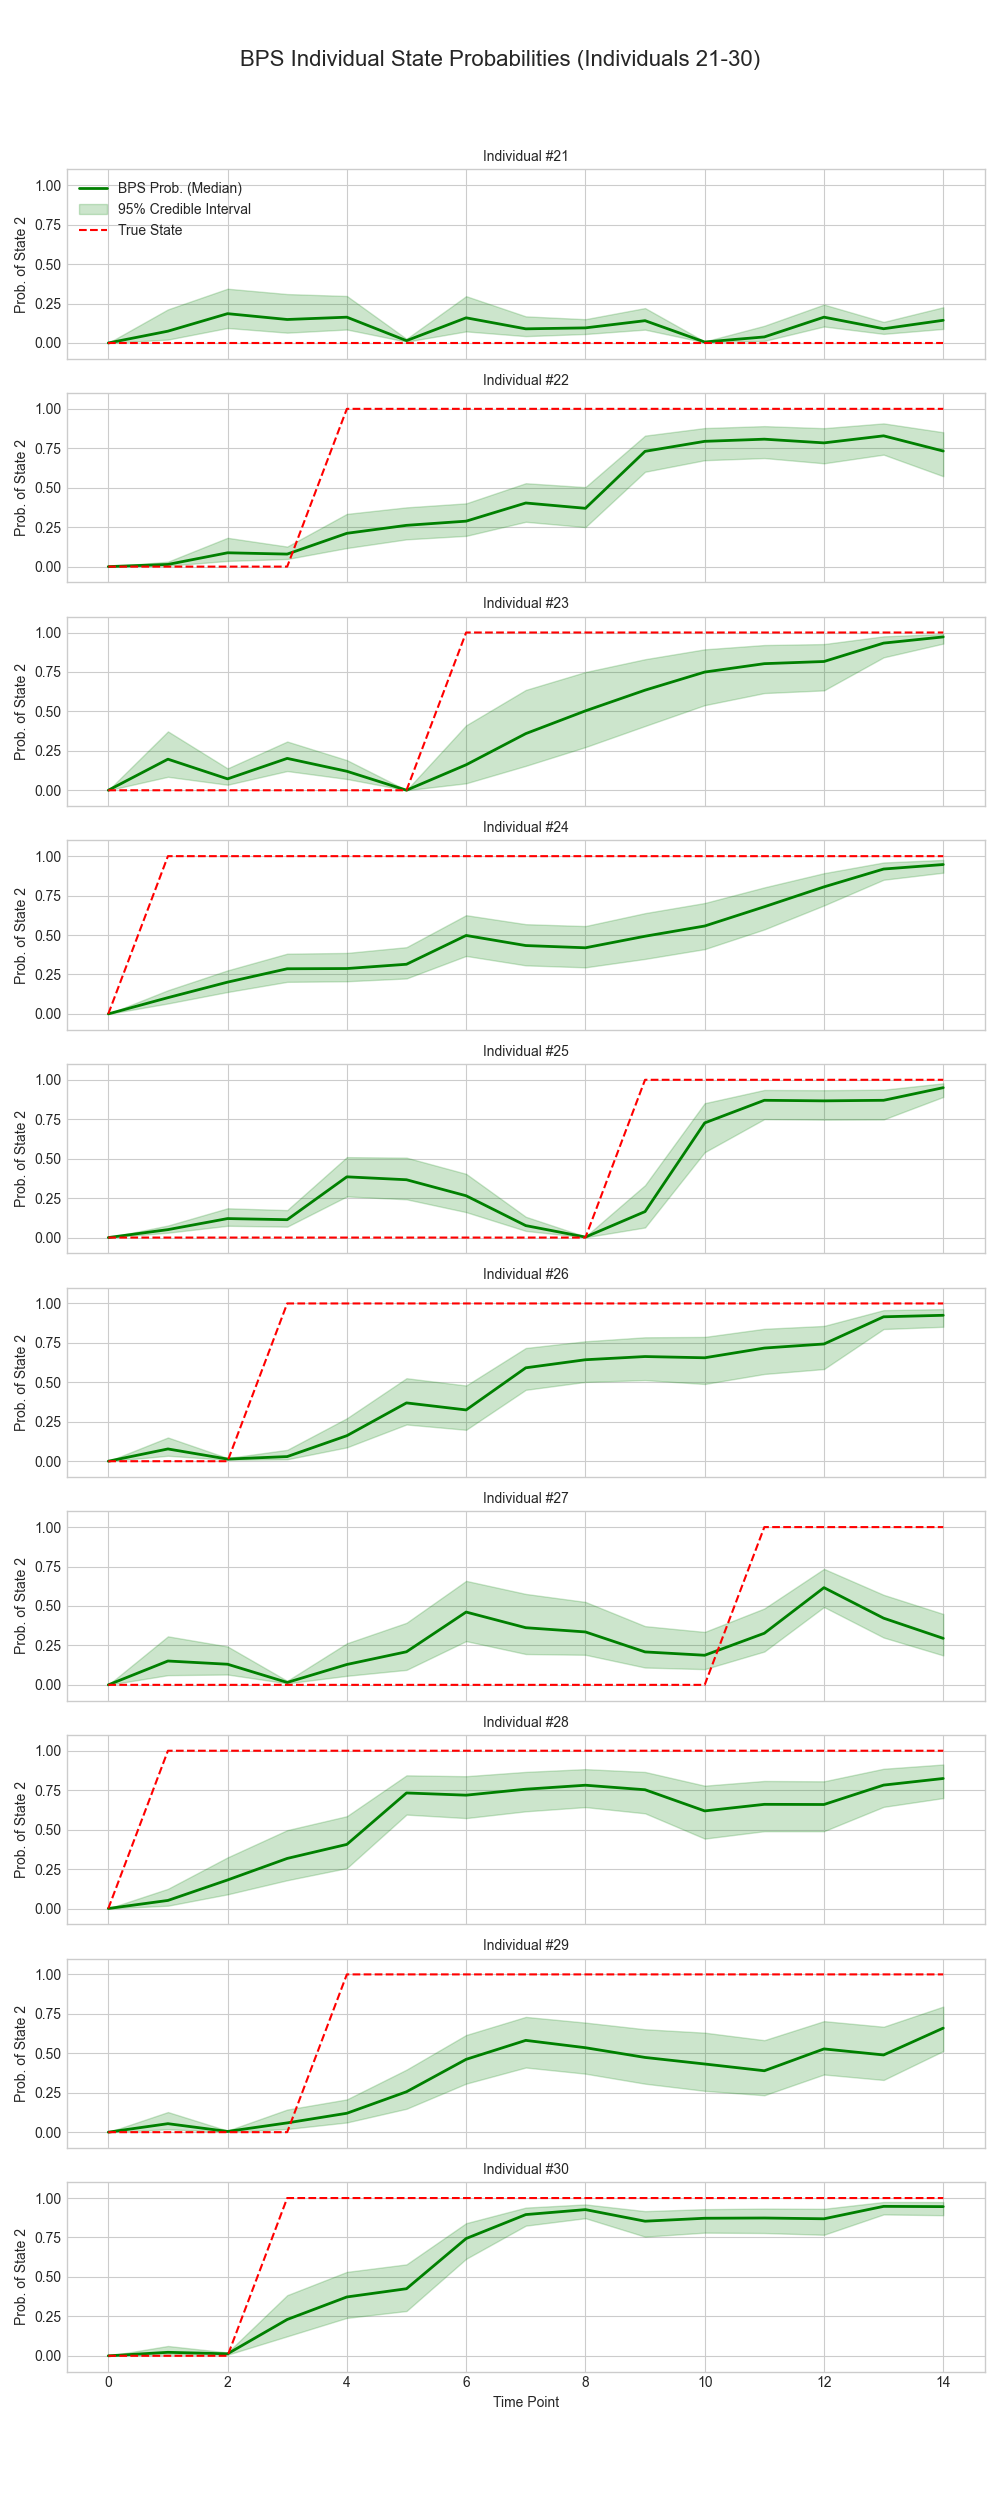 BPS Individual State Probabilities (Individuals 21-30)
Individual #21
BPS Prob. (Median)
95% Credible Interval
True State
Prob. of State 2
1.00
0.75
0.50
0.25
0.00
Individual #22
Prob. of State 2
1.00
0.75
0.50
0.25
0.00
Individual #23
Prob. of State 2
1.00
0.75
0.50
0.25
0.00
Individual #24
Prob. of State 2
1.00
0.75
0.50
0.25
0.00
Individual #25
Prob. of State 2
1.00
0.75
0.50
0.25
0.00
Individual #26
Prob. of State 2
1.00
0.75
0.50
0.25
0.00
Individual #27
Prob. of State 2
1.00
0.75
0.50
0.25
0.00
Individual #28
Prob. of State 2
1.00
0.75
0.50
0.25
0.00
Individual #29
Prob. of State 2
1.00
0.75
0.50
0.25
0.00
Individual #30
Prob. of State 2
1.00
0.75
0.50
0.25
0.00
0 2 4 6 8 10 12 14
Time Point